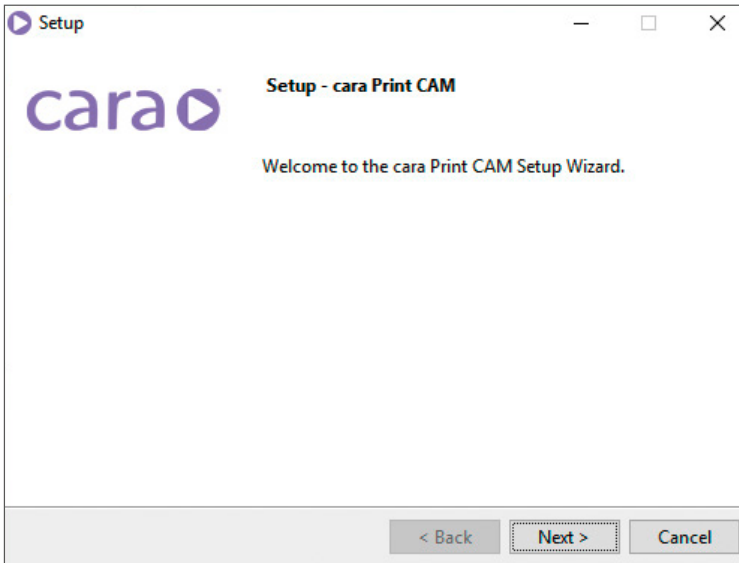 Setup
cara
Setup - cara Print CAM
Welcome to the cara Print CAM Setup Wizard.
< Back
Next >
Cancel